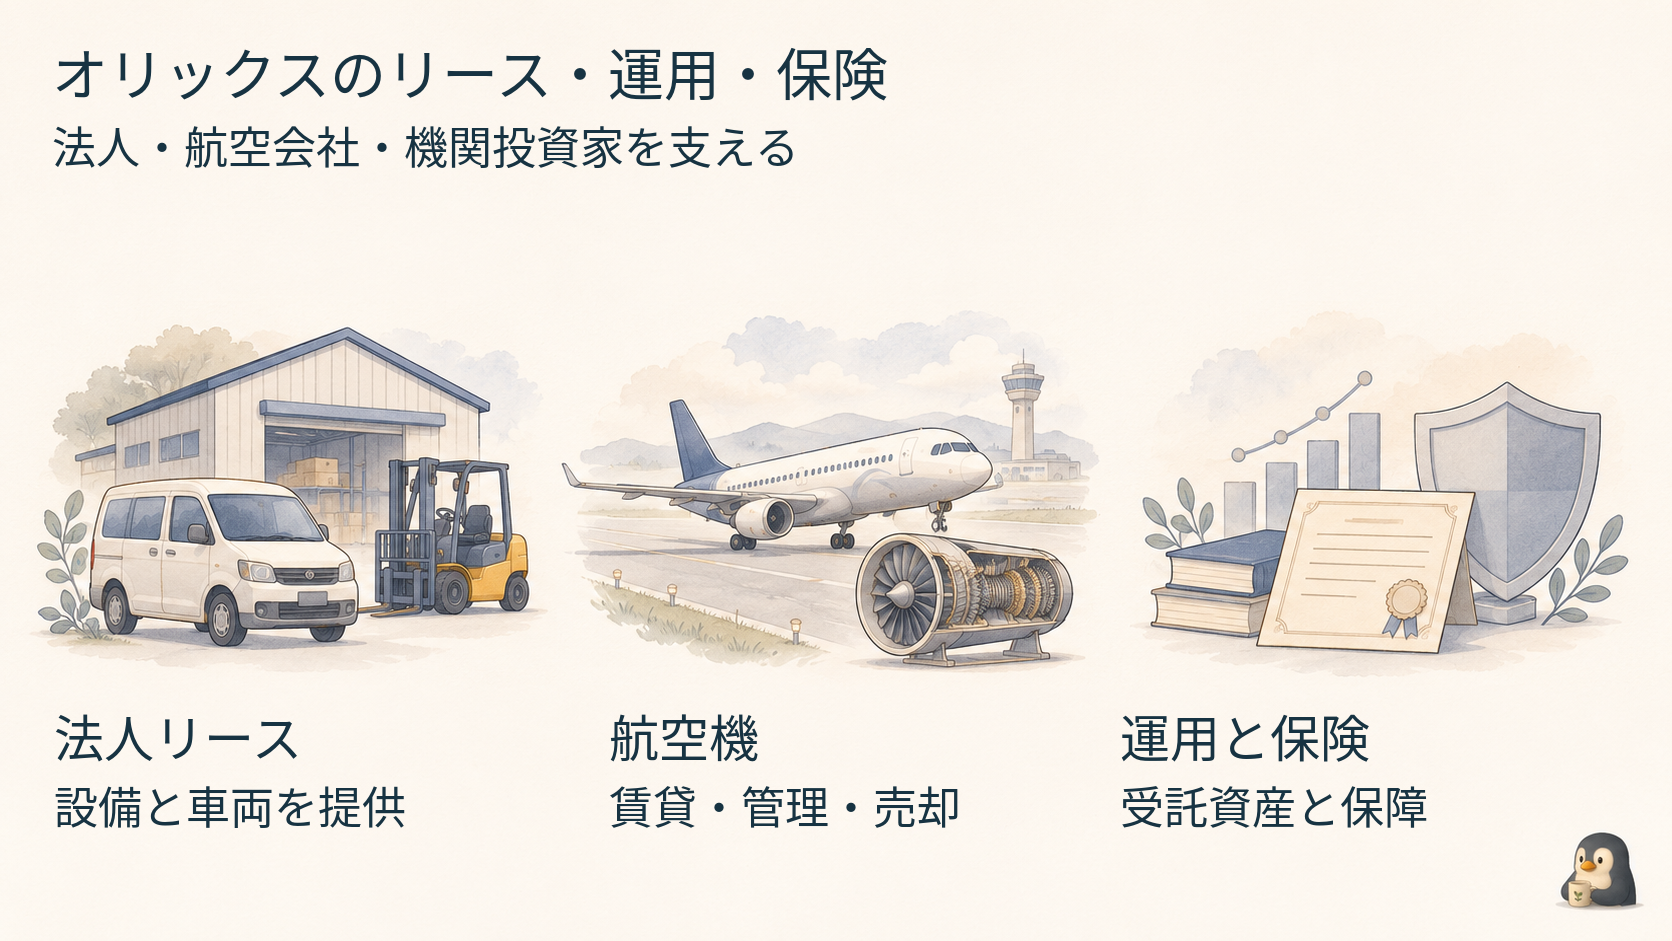 オリックスのリース・運用・保険
法人・航空会社・機関投資家を支える
法人リース
設備と車両を提供
航空機
賃貸・管理・売却
運用と保険
受託資産と保障